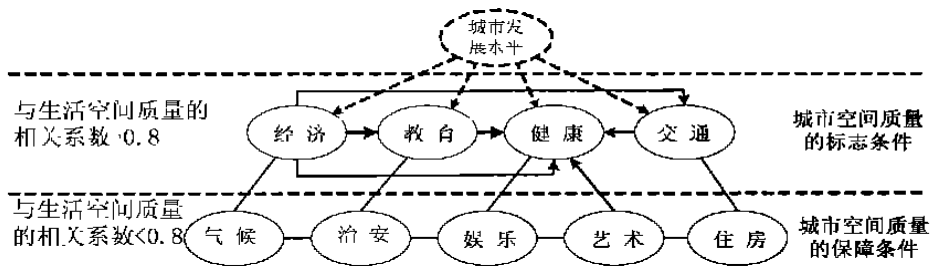 城市发
展水平
与生活空间质量的
相关系数>0.8
经济
教育
健康
交通
城市空间质量
的标志条件
与生活空间质量
的相关系数<0.8
气候
治安
娱乐
艺术
住房
城市空间质量
的保障条件